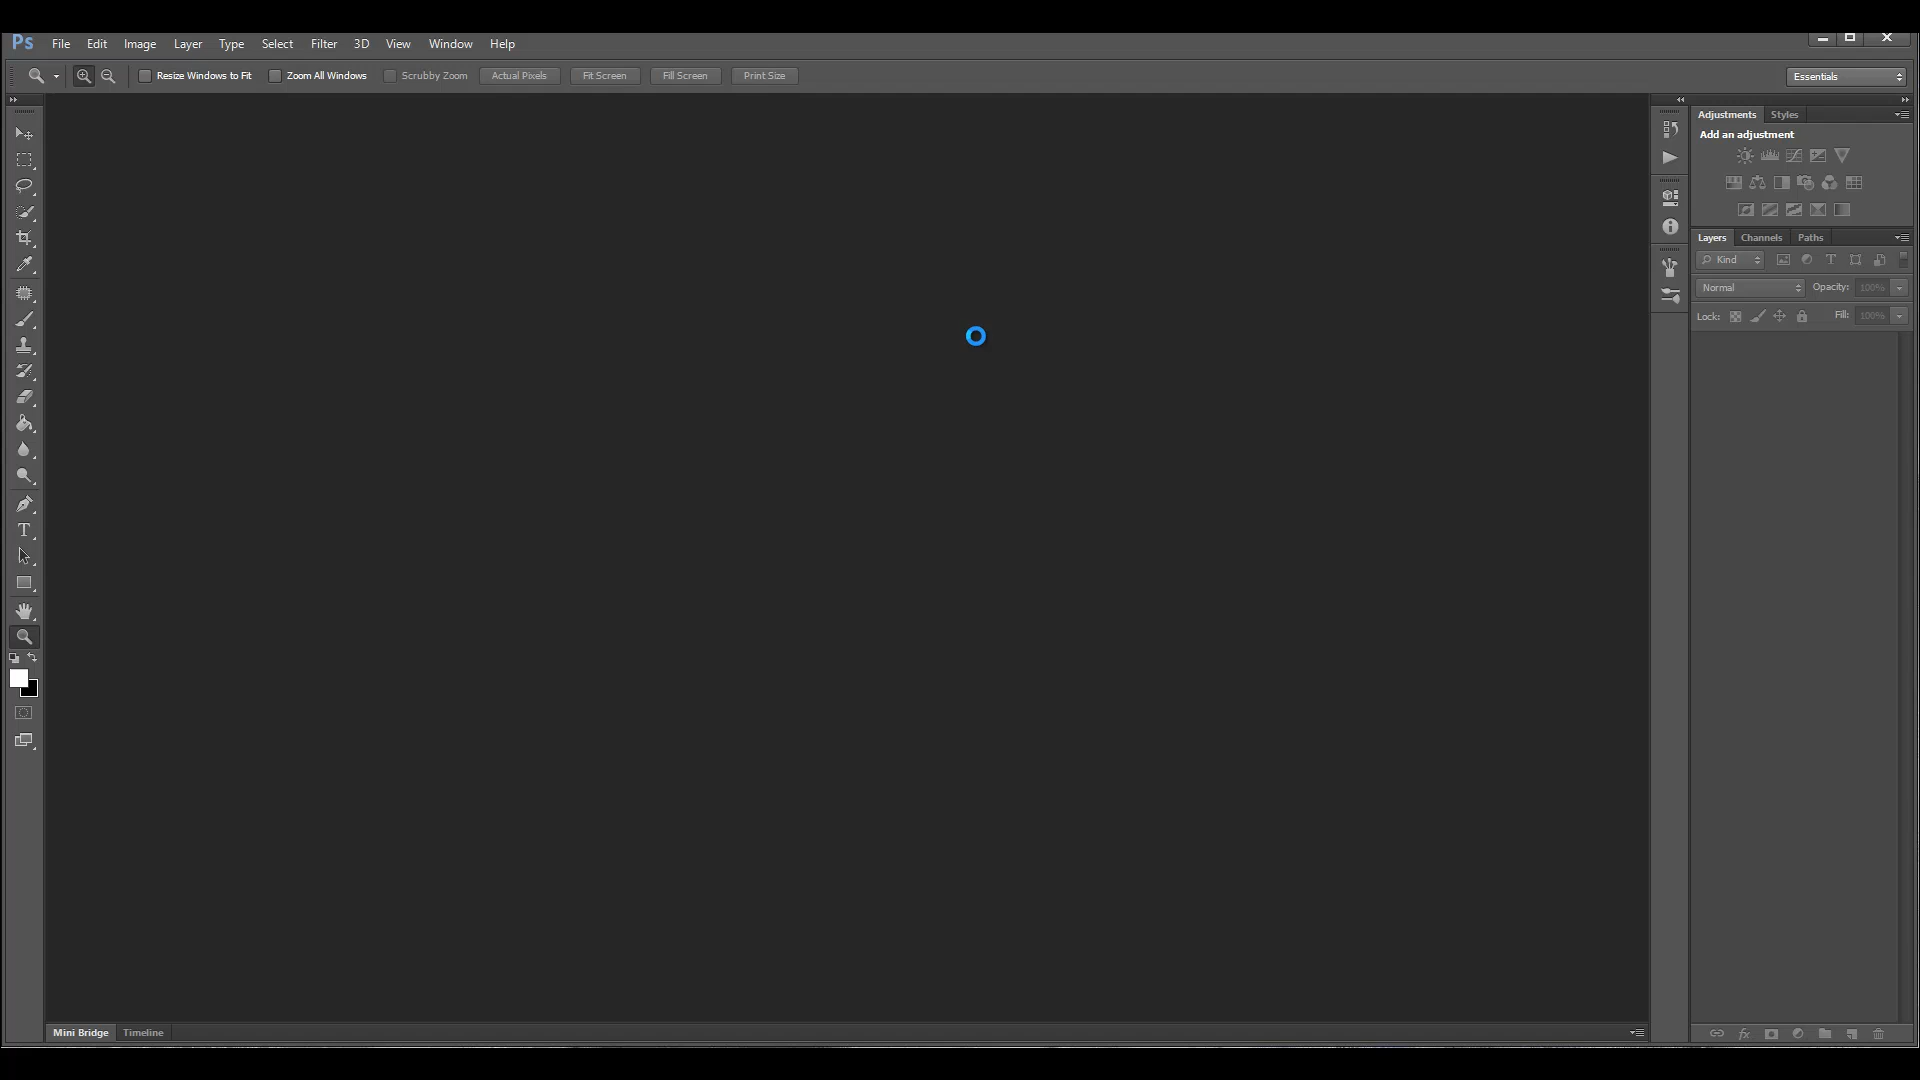 Ps File Edit Image Layer Type Select Filter 3D View Window Help
Resize Windows to Fit Zoom All Windows Scrubby Zoom Actual Pixels Fit Screen Fill Screen Print Size Essentials
Adjustments Styles
Add an adjustment
Layers Channels Paths
Kind T
Normal Opacity: 100%
Lock: Fill: 100%
T
Mini Bridge Timeline
fx